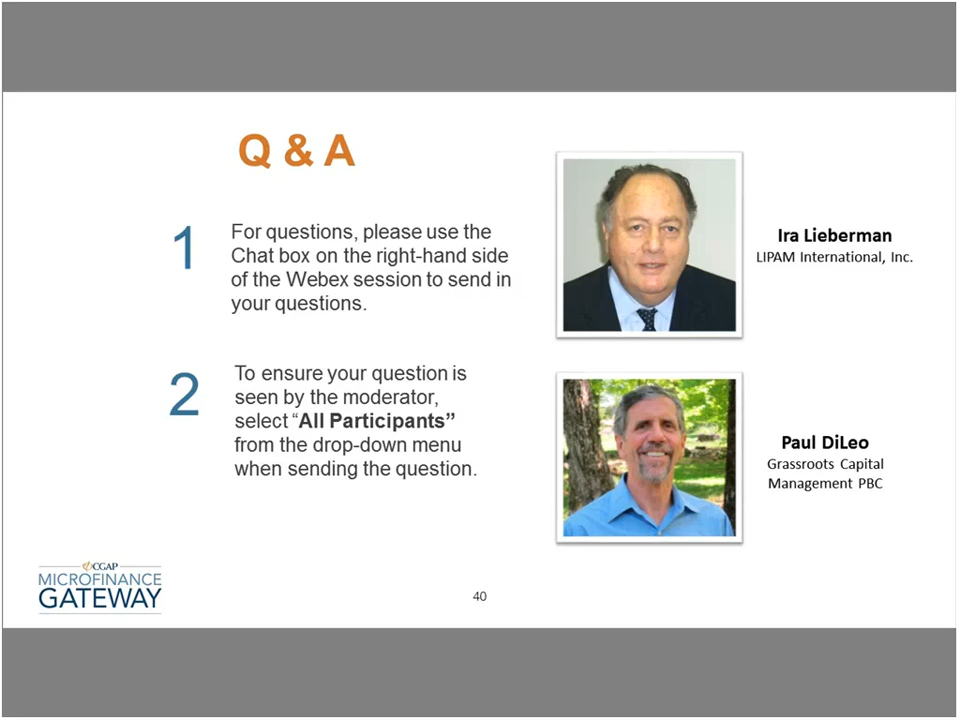 Q & A
1
For questions, please use the
Chat box on the right-hand side
of the Webex session to send in
your questions.
2
To ensure your question is
seen by the moderator,
select “All Participants”
from the drop-down menu
when sending the question.
Ira Lieberman
LIPAM International, Inc.
Paul DiLeo
Grassroots Capital
Management PBC
CGAP
MICROFINANCE
GATEWAY
40